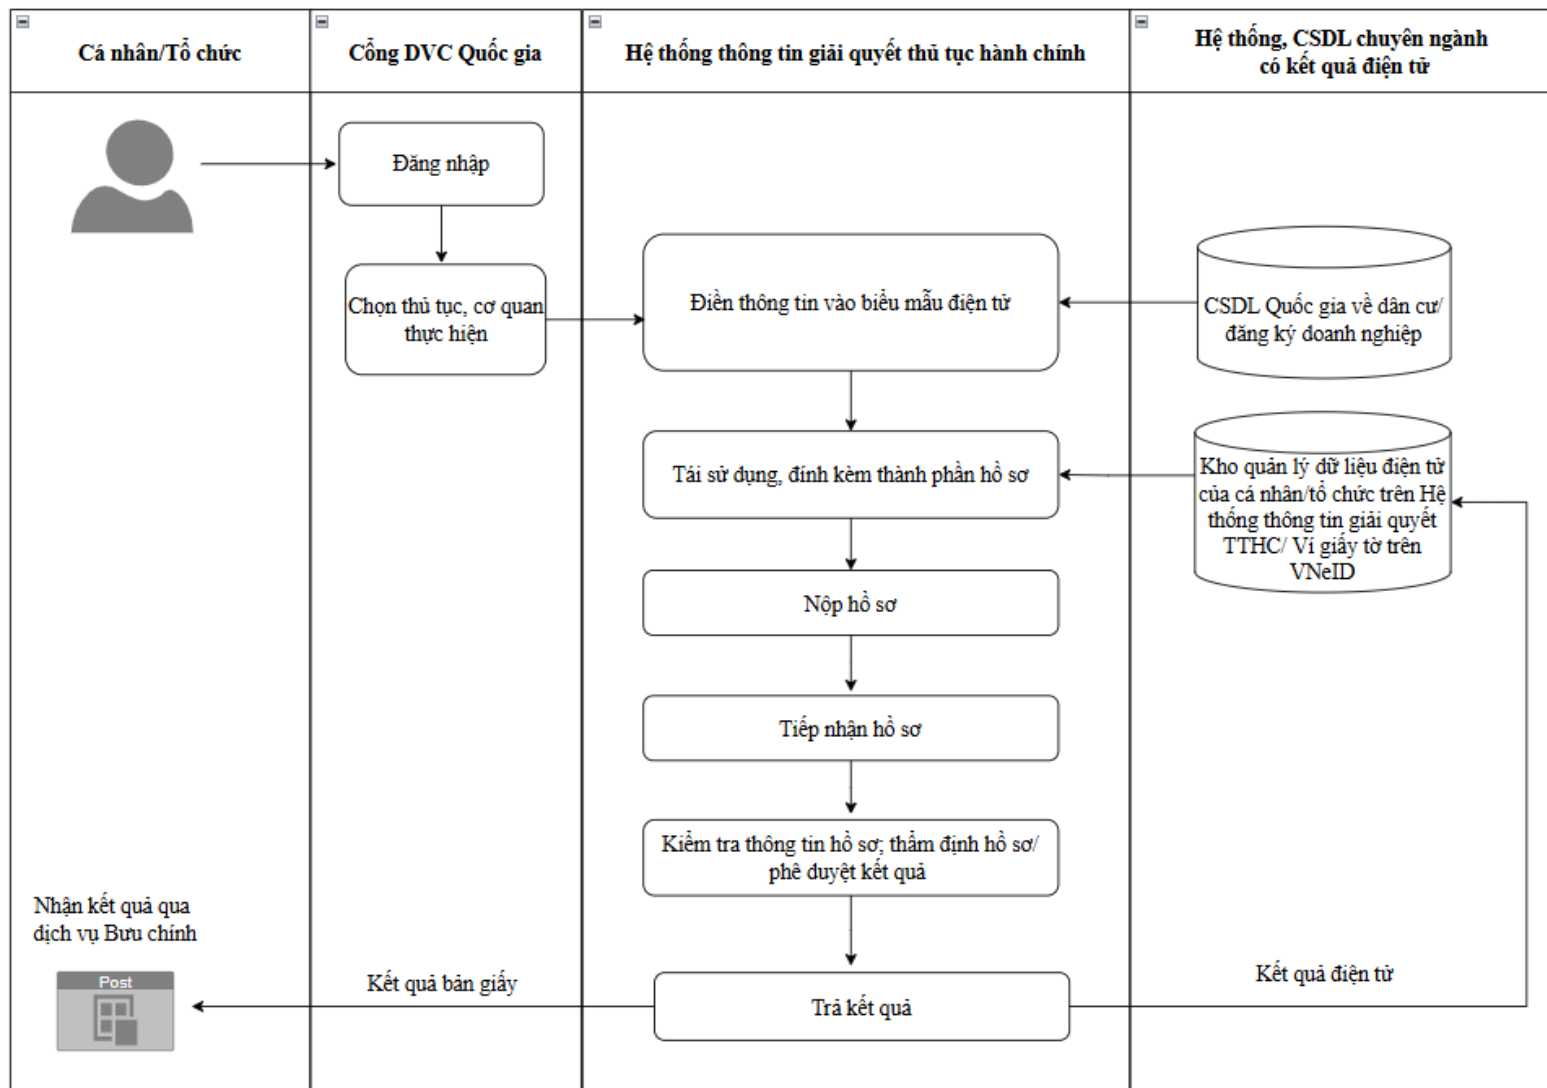 Cá nhân/Tổ chức
Cổng DVC Quốc gia
Hệ thống thông tin giải quyết thủ tục hành chính
Hệ thống, CSDL chuyên ngành
có kết quả điện tử
Đăng nhập
Chọn thủ tục, cơ quan
thực hiện
Điền thông tin vào biểu mẫu điện tử
CSDL Quốc gia về dân cư/
đăng ký doanh nghiệp
Tái sử dụng, đính kèm thành phần hồ sơ
Kho quản lý dữ liệu điện tử
của cá nhân/tổ chức trên Hệ
thống thông tin giải quyết
TTHC/ Ví giấy tờ trên
VNeID
Nộp hồ sơ
Tiếp nhận hồ sơ
Kiểm tra thông tin hồ sơ; thẩm định hồ sơ/
phê duyệt kết quả
Nhận kết quả qua
dịch vụ Bưu chính
Post
Kết quả bản giấy
Trả kết quả
Kết quả điện tử